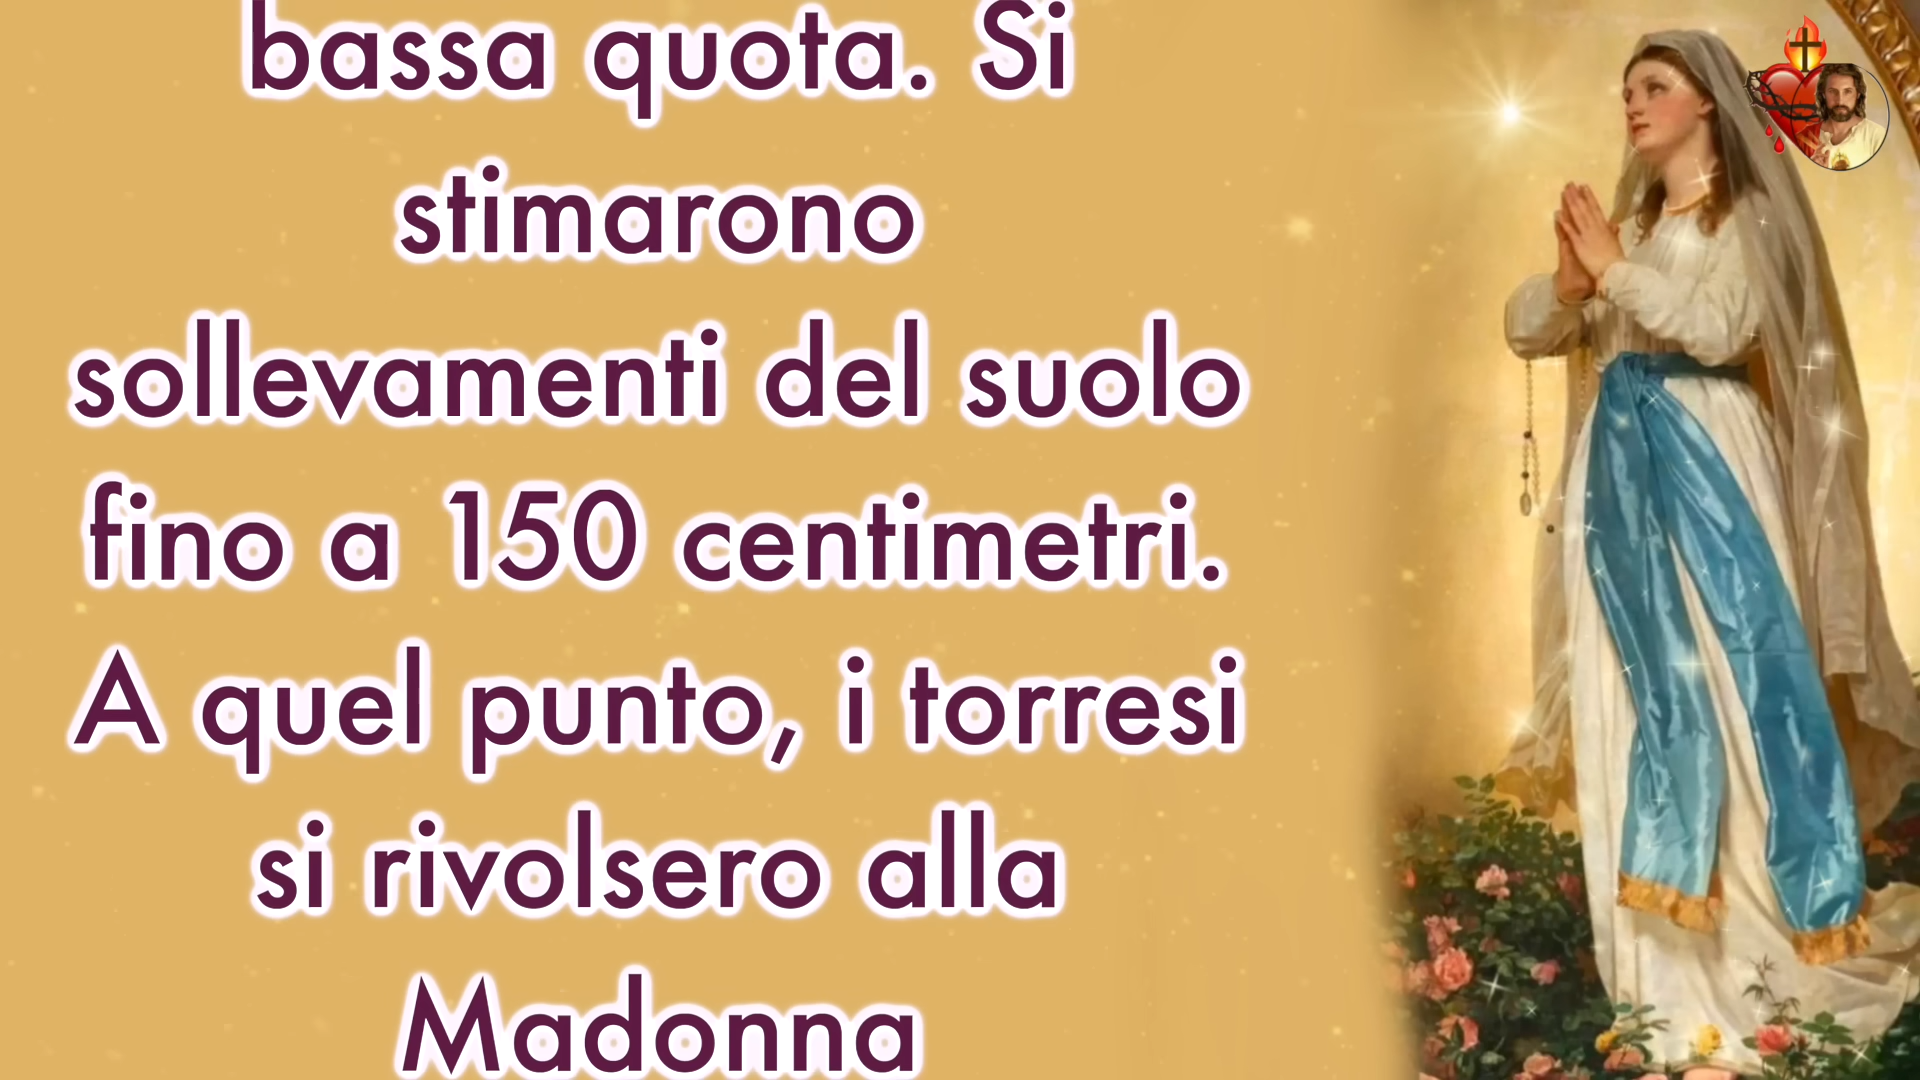 bassa quota. Si
stimarono
sollevamenti del suolo
fino a 150 centimetri.
A quel punto, i torresi
si rivolsero alla
Madonna